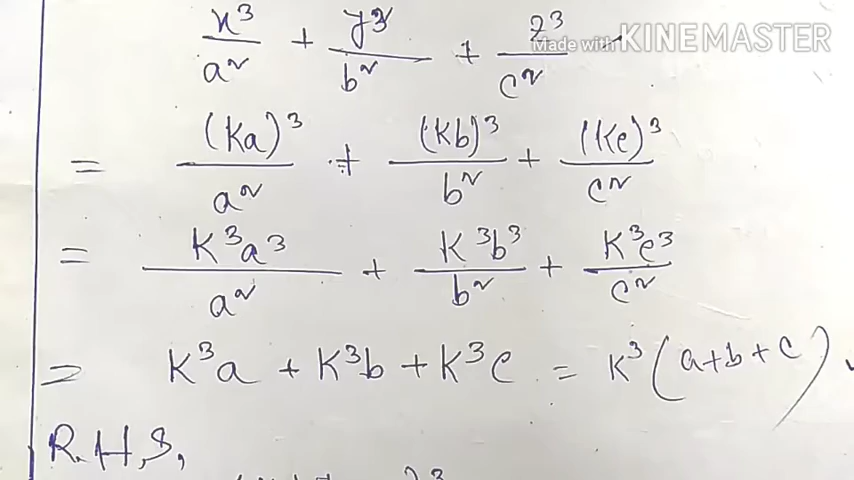 x³/a² + y³/b² + z³/c²
Made with KINEMASTER
= (Ka)³/a² + (Kb)³/b² + (Kc)³/c²
= K³a³/a² + K³b³/b² + K³c³/c²
= K³a + K³b + K³c = K³(a+b+c)
R.H.S,